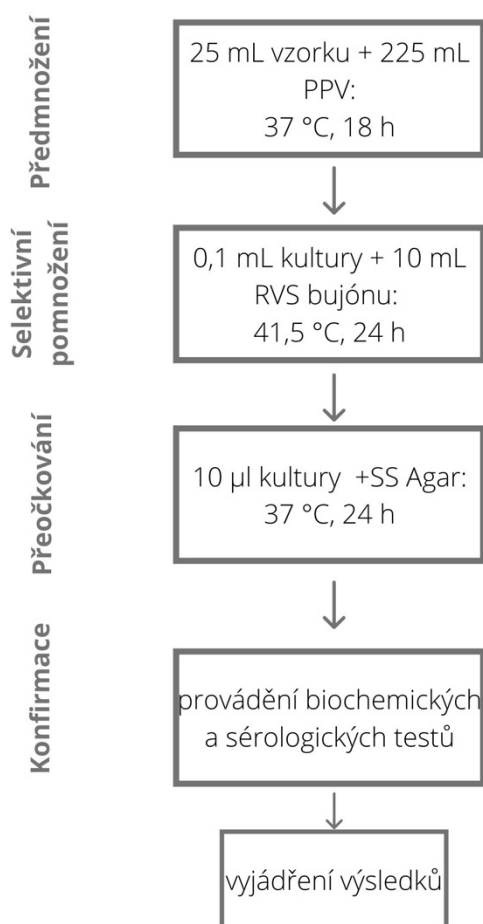 Předmnožení
25 mL vzorku + 225 mL
PPV:
37 °C, 18 h
Selektivní
pomnožení
0,1 mL kultury + 10 mL
RVS bujónu:
41,5 °C, 24 h
Přeočkování
10 µl kultury +SS Agar:
37 °C, 24 h
Konfirmace
provádění biochemických
a sérologických testů
vyjádření výsledků